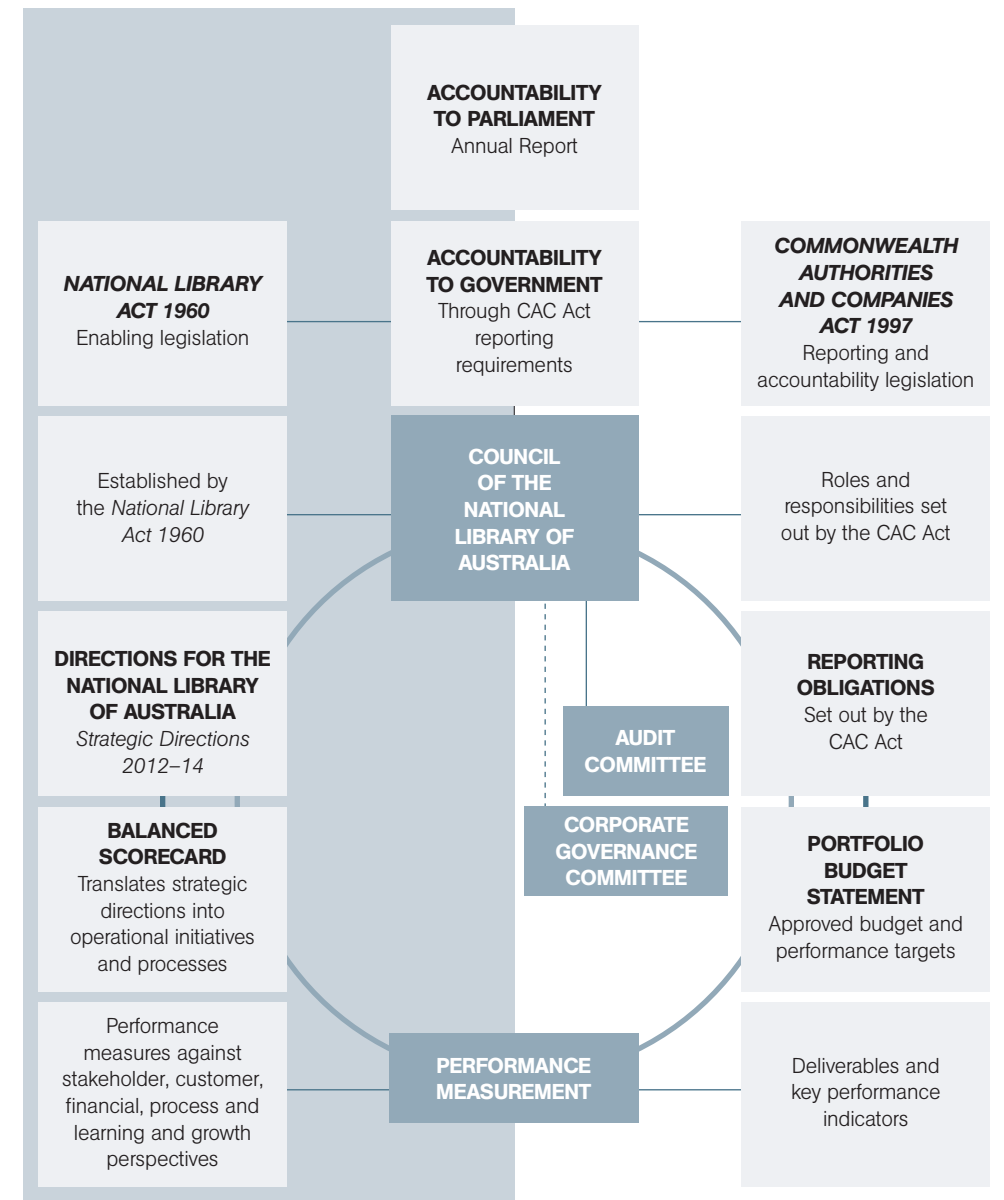 ACCOUNTABILITY
TO PARLIAMENT
Annual Report
NATIONAL LIBRARY
ACT 1960
Enabling legislation
ACCOUNTABILITY
TO GOVERNMENT
Through CAC Act
reporting
requirements
COMMONWEALTH
AUTHORITIES
AND COMPANIES
ACT 1997
Reporting and
accountability legislation
Established by
the National Library
Act 1960
COUNCIL
OF THE
NATIONAL
LIBRARY OF
AUSTRALIA
Roles and
responsibilities set
out by the CAC Act
DIRECTIONS FOR THE
NATIONAL LIBRARY
OF AUSTRALIA
Strategic Directions
2012–14
AUDIT
COMMITTEE
REPORTING
OBLIGATIONS
Set out by the
CAC Act
BALANCED
SCORECARD
Translates strategic
directions into
operational initiatives
and processes
CORPORATE
GOVERNANCE
COMMITTEE
PORTFOLIO
BUDGET
STATEMENT
Approved budget and
performance targets
Performance
measures against
stakeholder, customer,
financial, process and
learning and growth
perspectives
PERFORMANCE
MEASUREMENT
Deliverables and
key performance
indicators